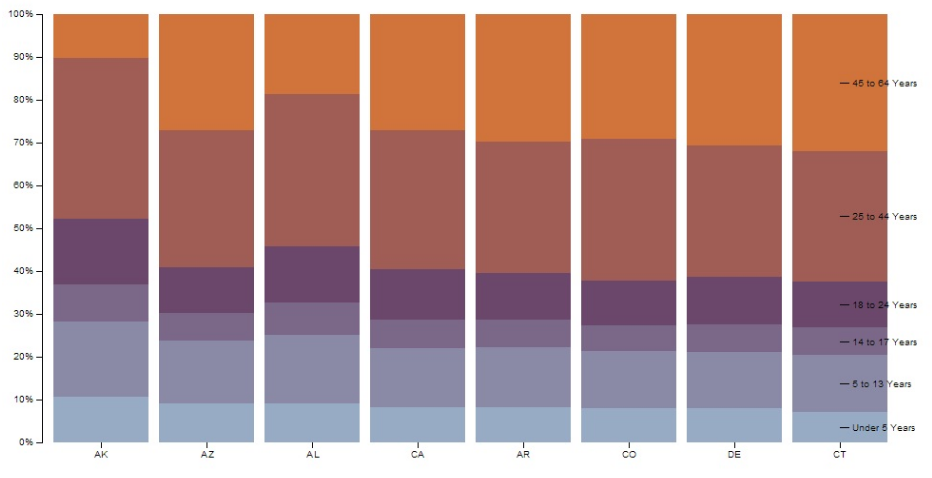 100%
90%
80%
70%
60%
50%
40%
30%
20%
10%
0%
45 to 64 Years
25 to 44 Years
18 to 24 Years
14 to 17 Years
5 to 13 Years
Under 5 Years
AK AZ AL CA AR CO DE CT